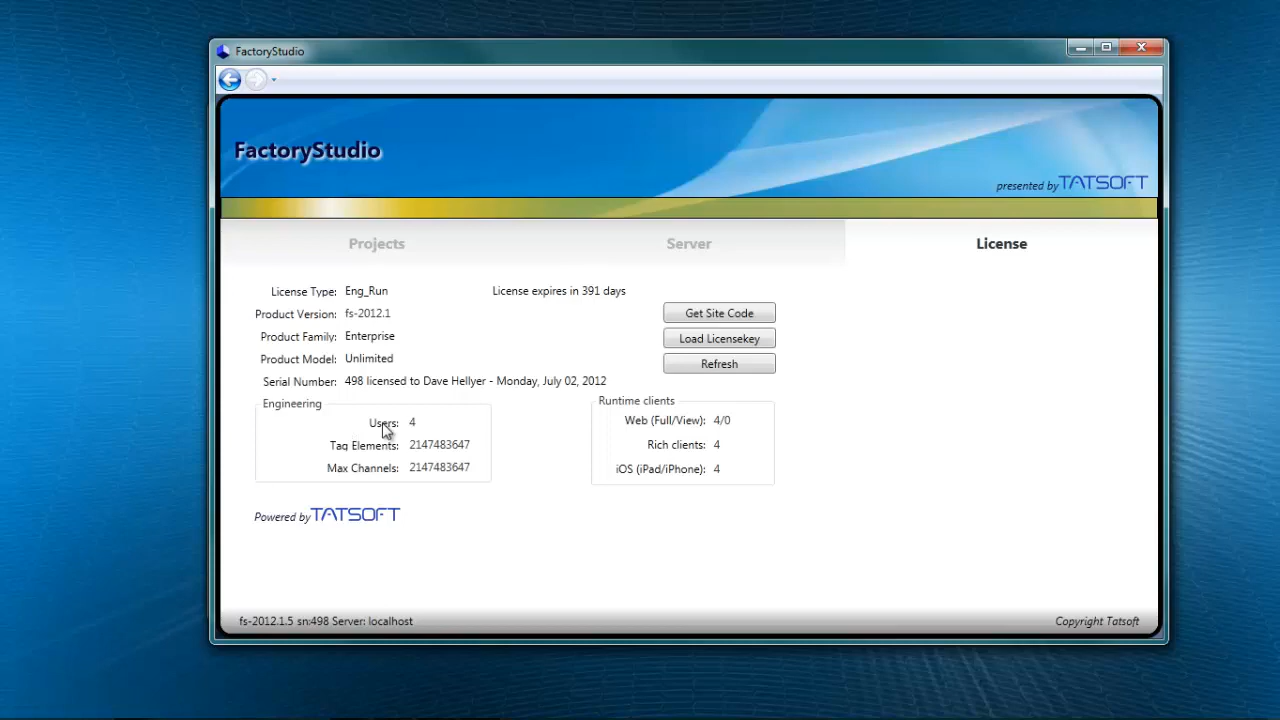 FactoryStudio
FactoryStudio
presented by TATSOFT
Projects Server License
License Type: Eng_Run License expires in 391 days
Product Version: fs-2012.1 Get Site Code
Product Family: Enterprise Load Licensekey
Product Model: Unlimited Refresh
Serial Number: 498 licensed to Dave Hellyer - Monday, July 02, 2012
Engineering Runtime clients
Users: 4 Web (Full/View): 4/0
Tag Elements: 2147483647 Rich clients: 4
Max Channels: 2147483647 iOS (iPad/iPhone): 4
Powered by TATSOFT
fs-2012.1.5 sn:498 Server: localhost Copyright Tatsoft